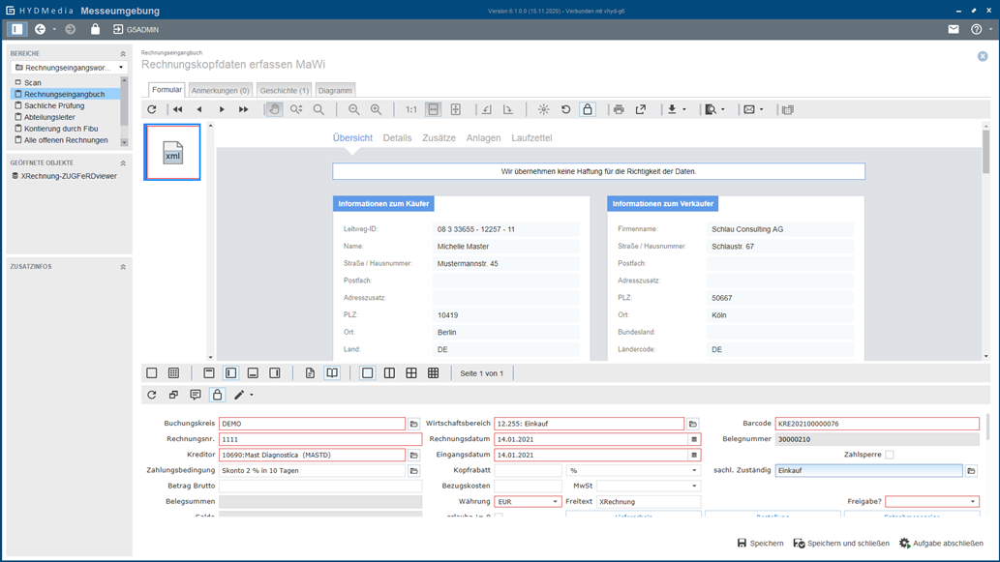 HYDMedia Messeumgebung
Version 6.1.0.0 (15.11.2020) - Verbunden mit vhyd-g6
G5ADMIN
BEREICHE
Rechnungseingangswor...
Scan
Rechnungseingangbuch
Sachliche Prüfung
Abteilungsleiter
Kontierung durch Fibu
Alle offenen Rechnungen
GEÖFFNETE OBJEKTE
XRechnung-ZUGFeRDviewer
ZUSATZINFOS
Rechnungseingangbuch
Rechnungskopfdaten erfassen MaWi
Formular Anmerkungen (0) Geschichte (1) Diagramm
1:1
xml
Übersicht Details Zusätze Anlagen Laufzettel
Wir übernehmen keine Haftung für die Richtigkeit der Daten.
Informationen zum Käufer
Leitweg-ID: 08 3 33655 - 12257 - 11
Name: Michelle Master
Straße / Hausnummer: Mustermannstr. 45
Postfach:
Adresszusatz:
PLZ: 10419
Ort: Berlin
Land: DE
Informationen zum Verkäufer
Firmenname: Schlau Consulting AG
Straße / Hausnummer: Schlaustr. 67
Postfach:
Adresszusatz:
PLZ: 50667
Ort: Köln
Bundesland:
Ländercode: DE
Seite 1 von 1
Buchungskreis DEMO Wirtschaftsbereich 12.255: Einkauf Barcode KRE202100000076
Rechnungsnr. 1111 Rechnungsdatum 14.01.2021 Belegnummer 30000210
Kreditor 10690:Mast Diagnostica (MASTD) Eingangsdatum 14.01.2021 Zahlsperre
Zahlungsbedingung Skonto 2 % in 10 Tagen Kopfrabatt % sachl. Zuständig Einkauf
Betrag Brutto Bezugskosten MwSt
Belegsummen Währung EUR Freitext XRechnung Freigabe?
Saldo Lieferschein Bestellung
Speichern Speichern und schließen Aufgabe abschließen